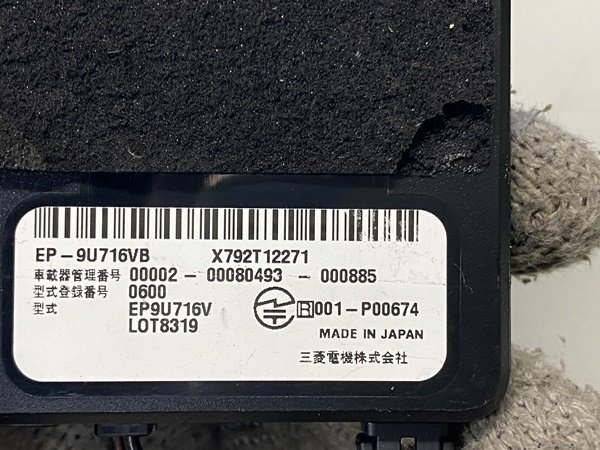 EP-9U716VB X792T12271
車載器管理番号 00002-00080493-000885
型式登録番号 0600
型式 EP9U716V
LOT8319
R 001-P00674
MADE IN JAPAN
三菱電機株式会社